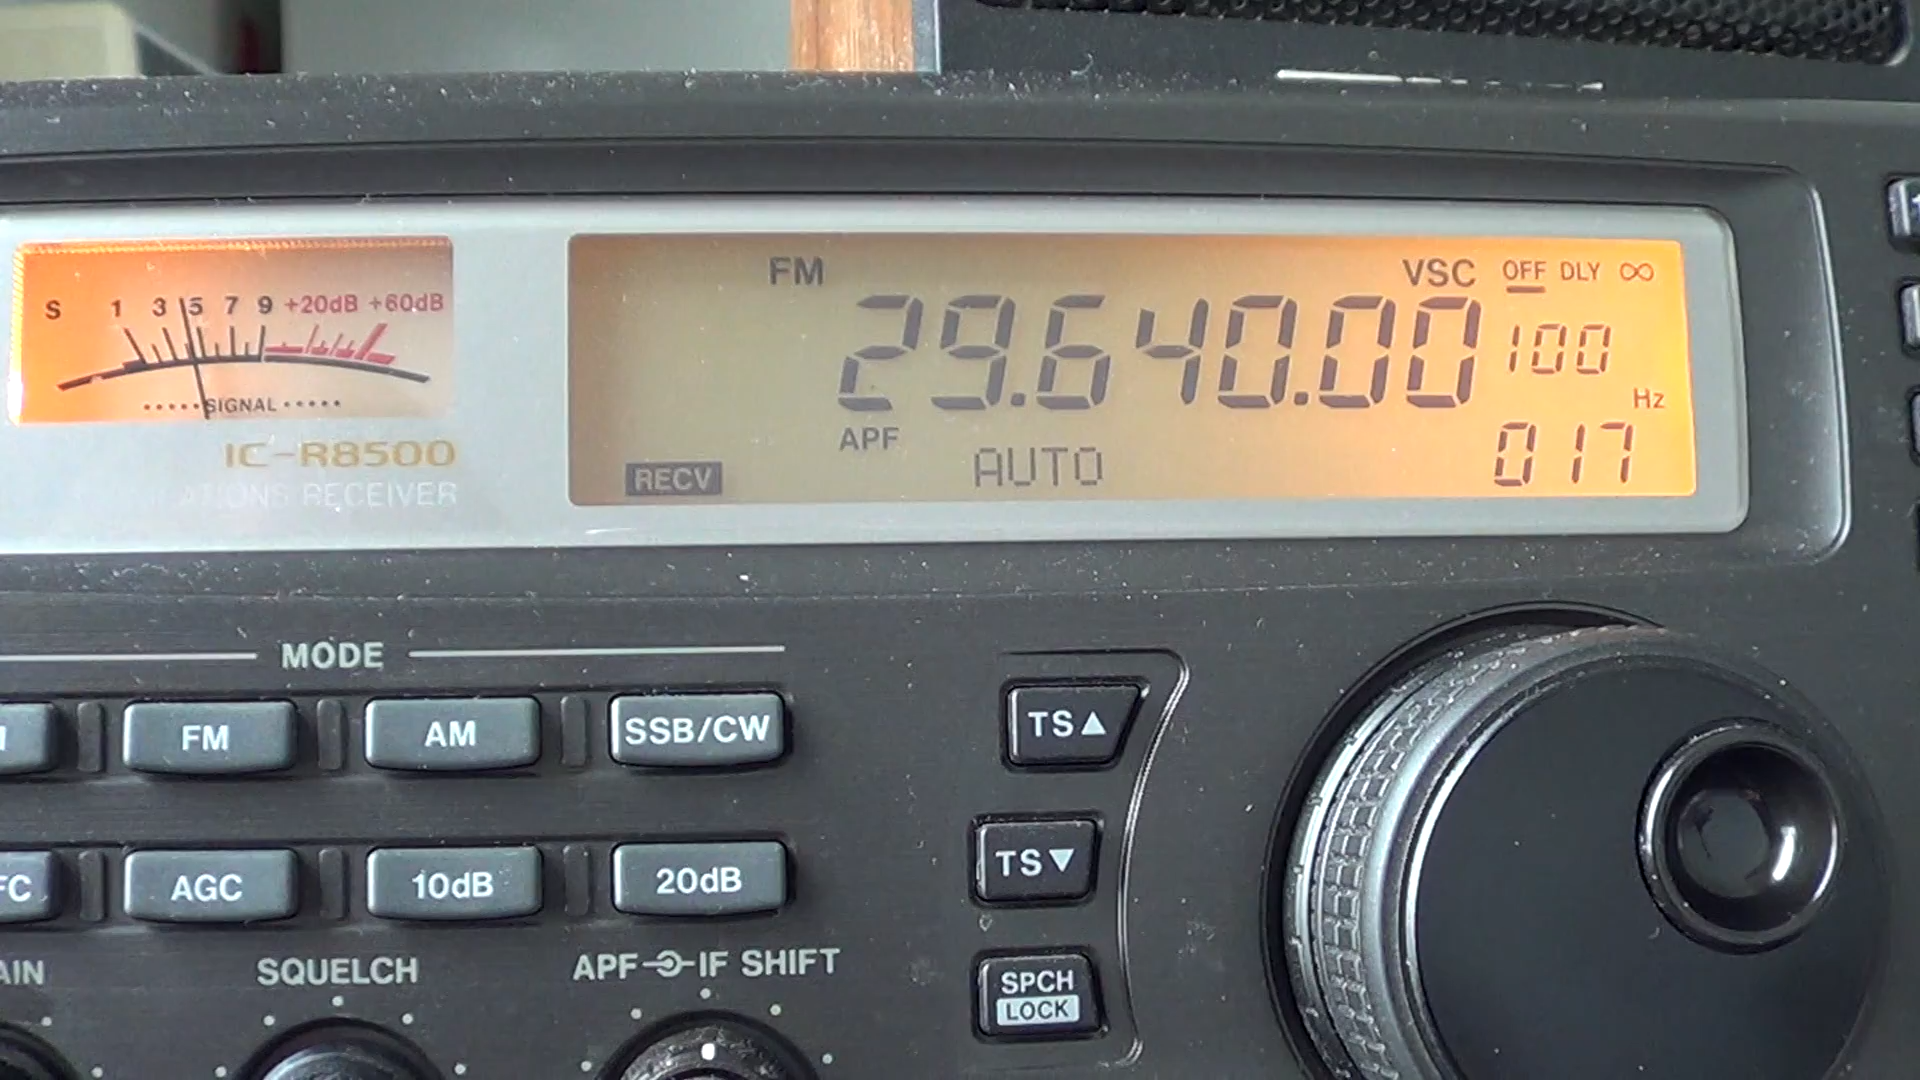 S 1 3 5 7 9 +20dB +60dB
SIGNAL
IC-R8500
RECEIVER
FM VSC OFF DLY ∞
29.640.00 100
Hz
APF
RECV AUTO 017
MODE
FM AM SSB/CW TS▲
AGC 10dB 20dB TS▼
SQUELCH APF IF SHIFT
SPCH
LOCK